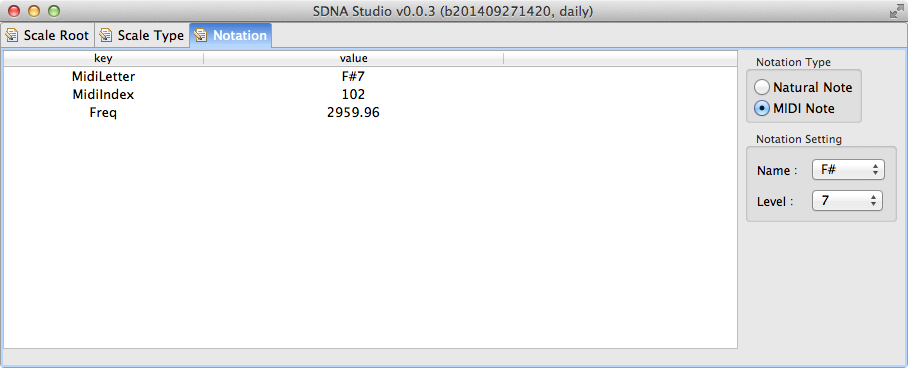 SDNA Studio v0.0.3 (b201409271420, daily)
Scale Root Scale Type Notation
key value
MidiLetter F#7
MidiIndex 102
Freq 2959.96
Notation Type
Natural Note
MIDI Note
Notation Setting
Name : F#
Level : 7